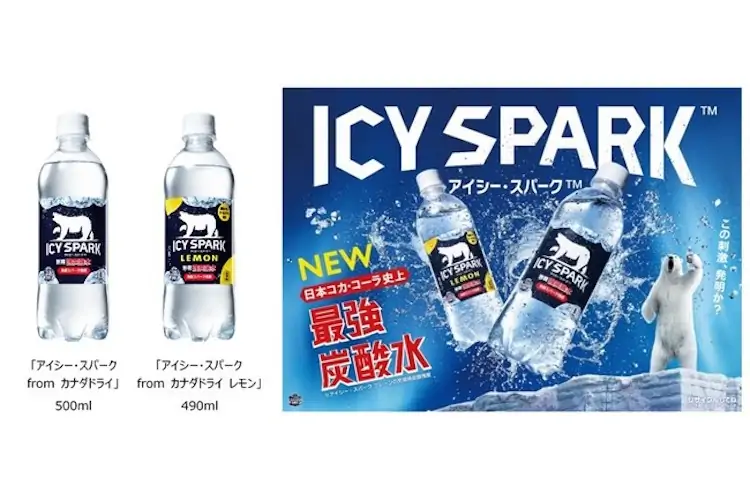 ICY SPARK
LEMON
「アイシー・スパーク
from カナダドライ」
500ml
「アイシー・スパーク
from カナダドライ レモン」
490ml
ICY SPARK™
アイシー・スパーク™
NEW
日本コカ・コーラ史上
最強
炭酸水
この刺激 発明か?
ICY SPARK
LEMON
ICY SPARK
ICY SPARK